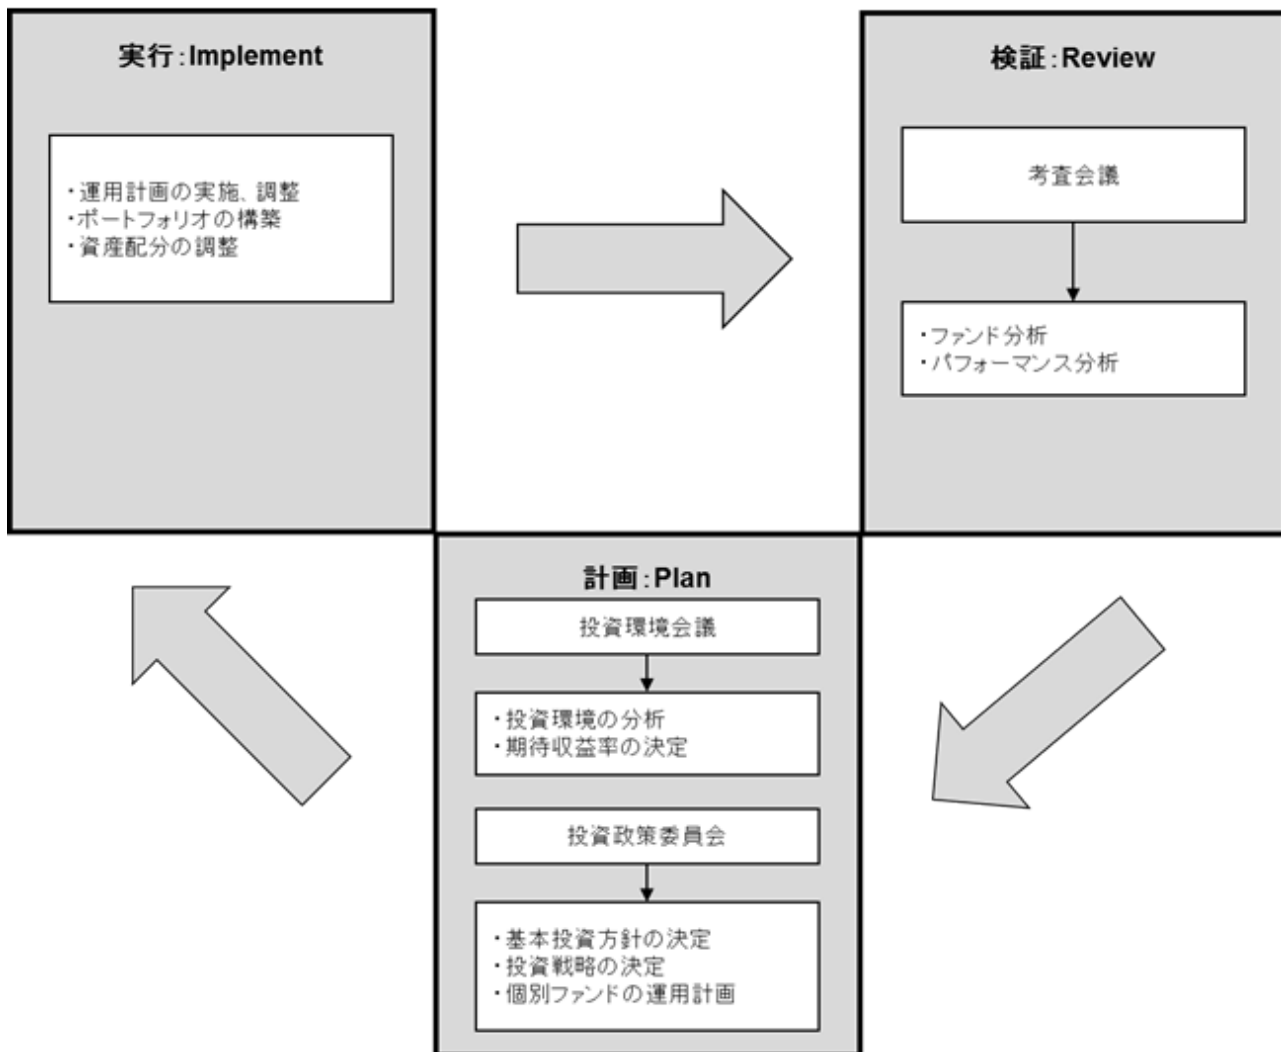 実行:Implement
・運用計画の実施、調整
・ポートフォリオの構築
・資産配分の調整
検証:Review
考査会議
・ファンド分析
・パフォーマンス分析
計画:Plan
投資環境会議
・投資環境の分析
・期待収益率の決定
投資政策委員会
・基本投資方針の決定
・投資戦略の決定
・個別ファンドの運用計画